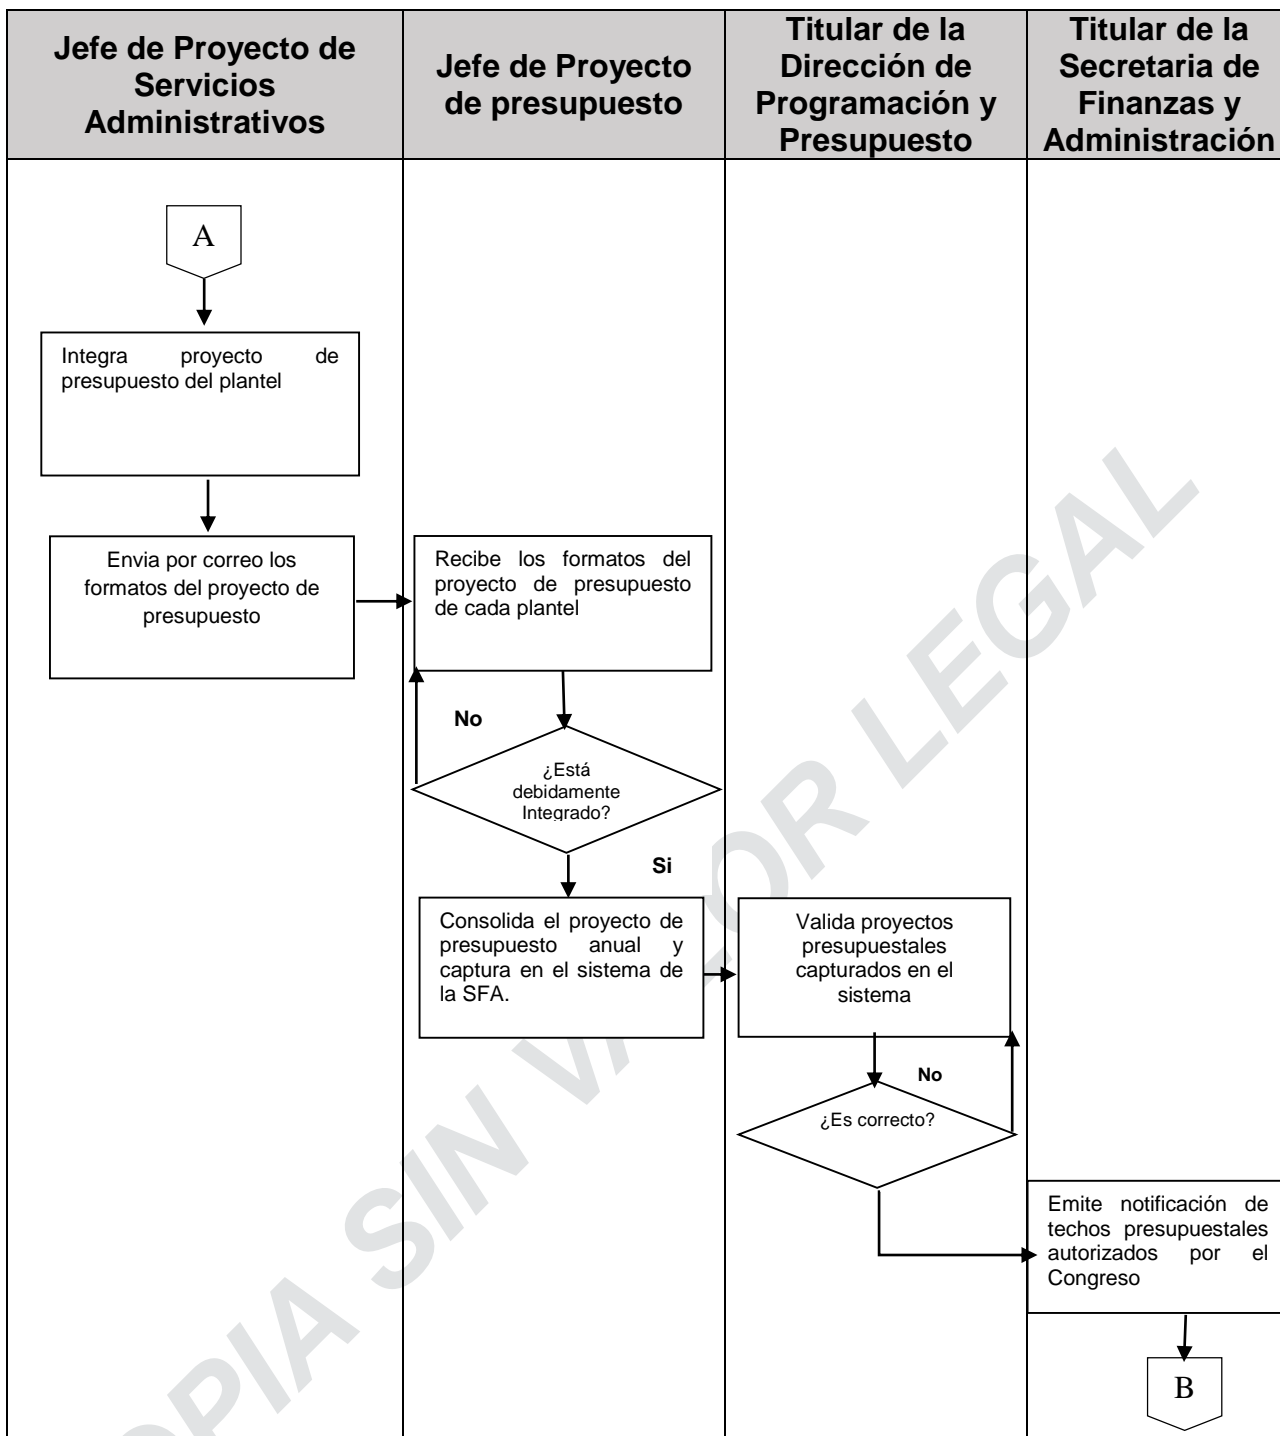 Jefe de Proyecto de
Servicios
Administrativos
Jefe de Proyecto
de presupuesto
Titular de la
Dirección de
Programación y
Presupuesto
Titular de la
Secretaria de
Finanzas y
Administración
A
Integra proyecto de
presupuesto del plantel
Envia por correo los
formatos del proyecto de
presupuesto
Recibe los formatos del
proyecto de presupuesto
de cada plantel
No
¿Está
debidamente
Integrado?
Si
Consolida el proyecto de
presupuesto anual y
captura en el sistema de
la SFA.
Valida proyectos
presupuestales
capturados en el
sistema
No
¿Es correcto?
Emite notificación de
techos presupuestales
autorizados por el
Congreso
B
OPIA SIN VALOR LEGAL